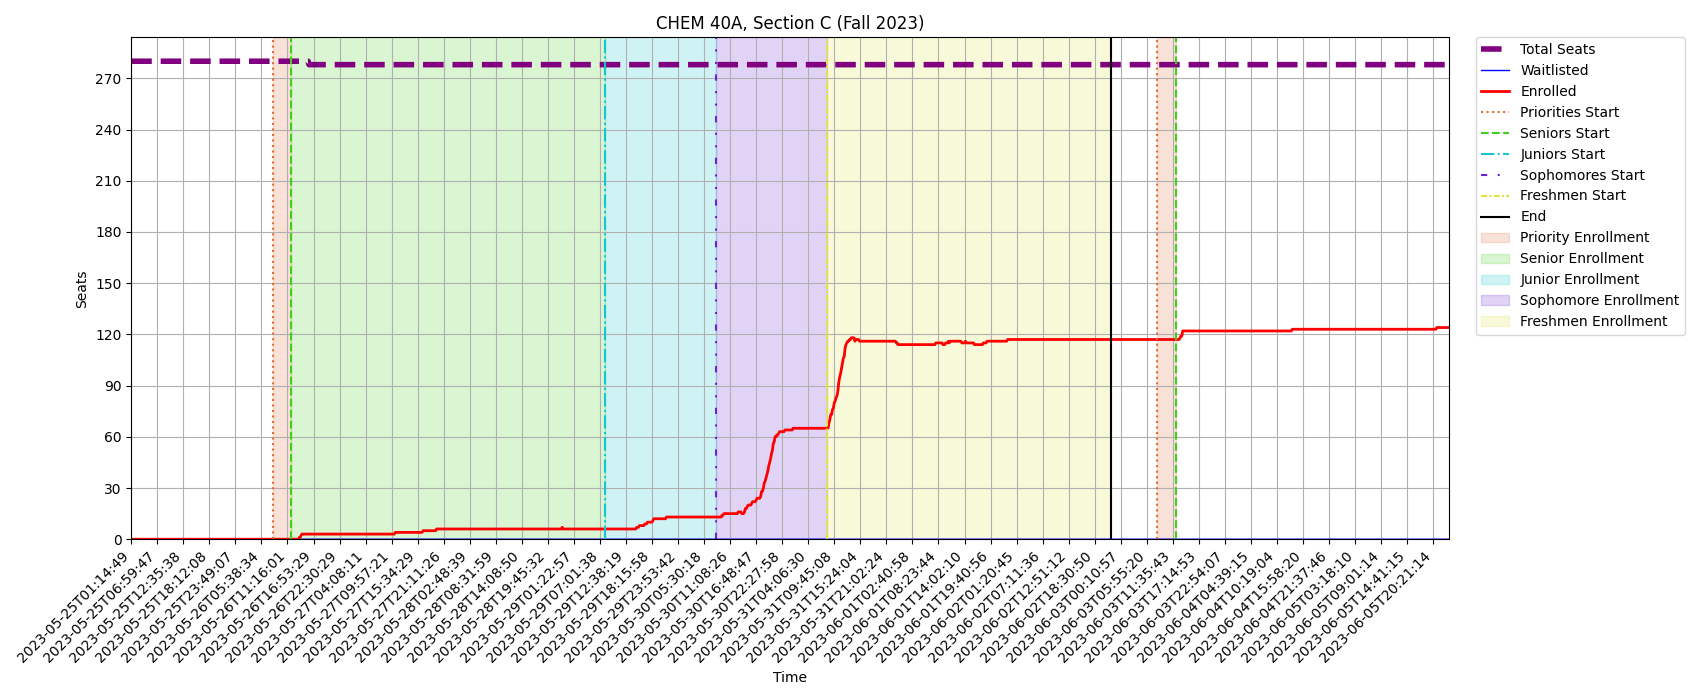 CHEM 40A, Section C (Fall 2023)
Total Seats
Waitlisted
Enrolled
Priorities Start
Seniors Start
Juniors Start
Sophomores Start
Freshmen Start
End
Priority Enrollment
Senior Enrollment
Junior Enrollment
Sophomore Enrollment
Freshmen Enrollment
Seats
270
240
210
180
150
120
90
60
30
0
2023-05-25T01:14:49
2023-05-25T06:59:47
2023-05-25T12:35:38
2023-05-25T18:12:08
2023-05-25T23:49:07
2023-05-26T05:38:34
2023-05-26T11:16:01
2023-05-26T16:53:29
2023-05-26T22:30:29
2023-05-27T04:08:11
2023-05-27T09:57:21
2023-05-27T15:34:29
2023-05-27T21:11:26
2023-05-28T02:48:39
2023-05-28T08:31:59
2023-05-28T14:08:50
2023-05-28T19:45:32
2023-05-29T01:22:57
2023-05-29T07:01:38
2023-05-29T12:38:19
2023-05-29T18:15:58
2023-05-29T23:53:42
2023-05-30T05:30:18
2023-05-30T11:08:26
2023-05-30T16:48:47
2023-05-30T22:27:58
2023-05-31T04:06:30
2023-05-31T09:45:08
2023-05-31T15:24:04
2023-05-31T21:02:24
2023-06-01T02:40:58
2023-06-01T08:23:44
2023-06-01T14:02:10
2023-06-01T19:40:56
2023-06-02T01:20:45
2023-06-02T07:11:36
2023-06-02T12:51:12
2023-06-02T18:30:50
2023-06-03T00:10:57
2023-06-03T05:55:20
2023-06-03T11:35:43
2023-06-03T17:14:53
2023-06-03T22:54:07
2023-06-04T04:39:15
2023-06-04T10:19:04
2023-06-04T15:58:20
2023-06-04T21:37:46
2023-06-05T03:18:10
2023-06-05T09:01:14
2023-06-05T14:41:15
2023-06-05T20:21:14
Time